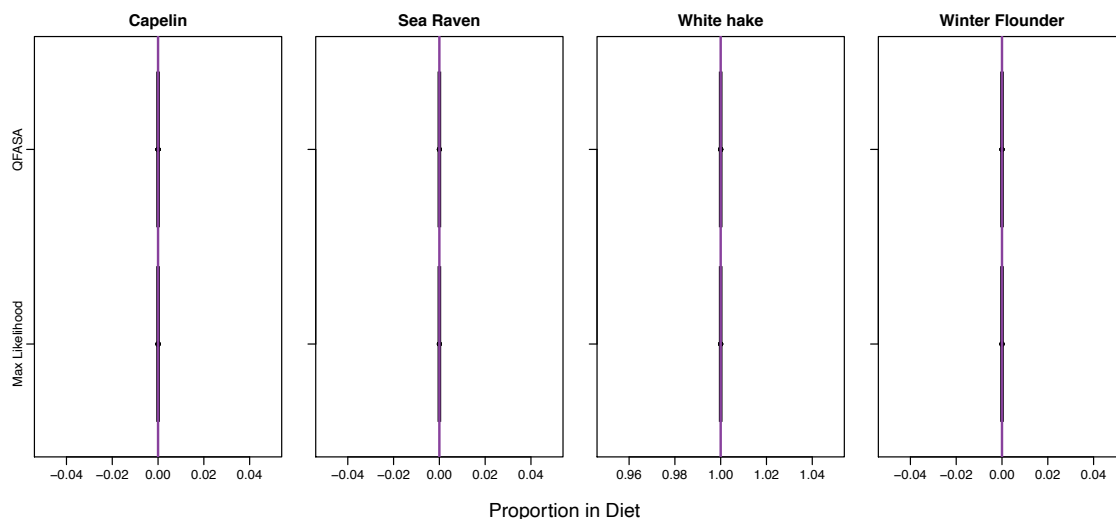 Capelin Sea Raven White hake Winter Flounder
QFASA
Max Likelihood
−0.04 −0.02 0.00 0.02 0.04 −0.04 −0.02 0.00 0.02 0.04 0.96 0.98 1.00 1.02 1.04 −0.04 −0.02 0.00 0.02 0.04
Proportion in Diet